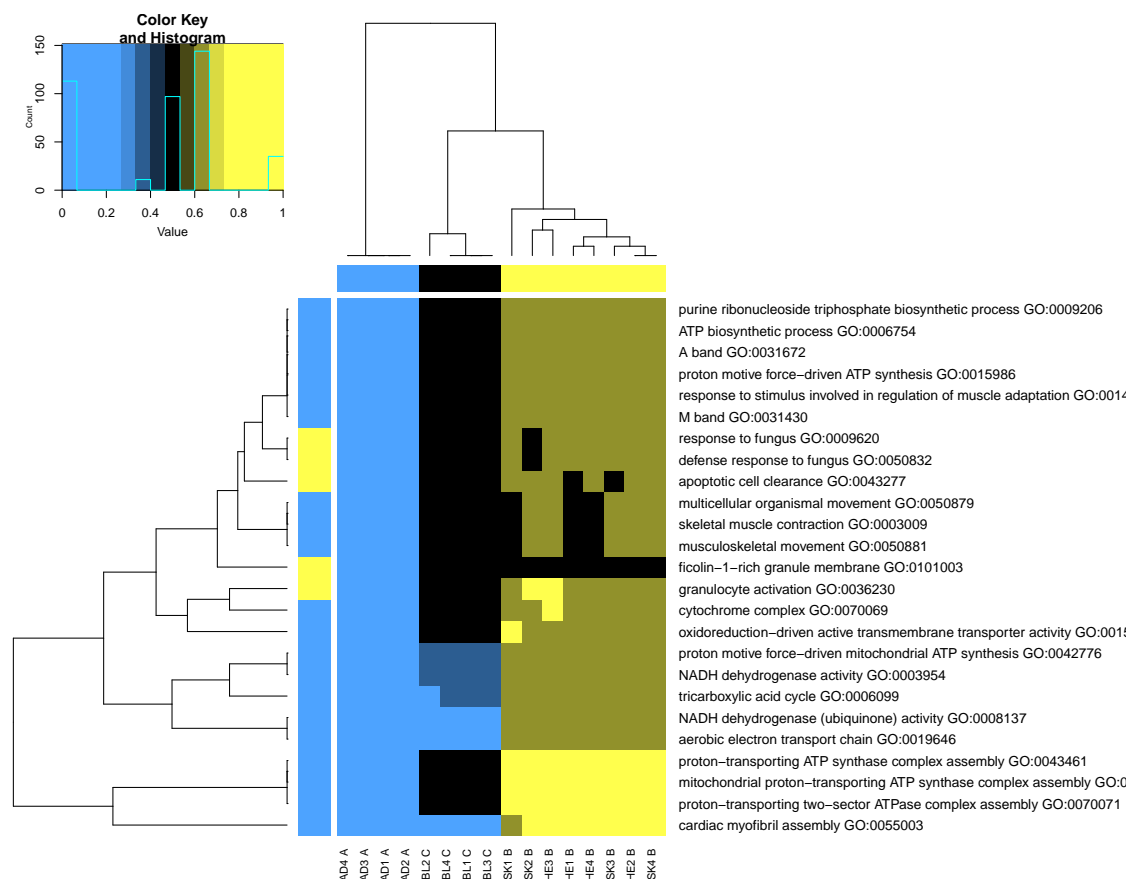 Color Key
and Histogram
Count
0
50
100
150
0
0.2
0.4
0.6
0.8
1
Value
purine ribonucleoside triphosphate biosynthetic process GO:0009206
ATP biosynthetic process GO:0006754
A band GO:0031672
proton motive force−driven ATP synthesis GO:0015986
response to stimulus involved in regulation of muscle adaptation GO:0014
M band GO:0031430
response to fungus GO:0009620
defense response to fungus GO:0050832
apoptotic cell clearance GO:0043277
multicellular organismal movement GO:0050879
skeletal muscle contraction GO:0003009
musculoskeletal movement GO:0050881
ficolin−1−rich granule membrane GO:0101003
granulocyte activation GO:0036230
cytochrome complex GO:0070069
oxidoreduction−driven active transmembrane transporter activity GO:0015
proton motive force−driven mitochondrial ATP synthesis GO:0042776
NADH dehydrogenase activity GO:0003954
tricarboxylic acid cycle GO:0006099
NADH dehydrogenase (ubiquinone) activity GO:0008137
aerobic electron transport chain GO:0019646
proton−transporting ATP synthase complex assembly GO:0043461
mitochondrial proton−transporting ATP synthase complex assembly GO:0
proton−transporting two−sector ATPase complex assembly GO:0070071
cardiac myofibril assembly GO:0055003
AD4 A
AD3 A
AD1 A
AD2 A
BL2 C
BL4 C
BL1 C
BL3 C
SK1 B
SK2 B
HE3 B
HE1 B
HE4 B
SK3 B
HE2 B
SK4 B